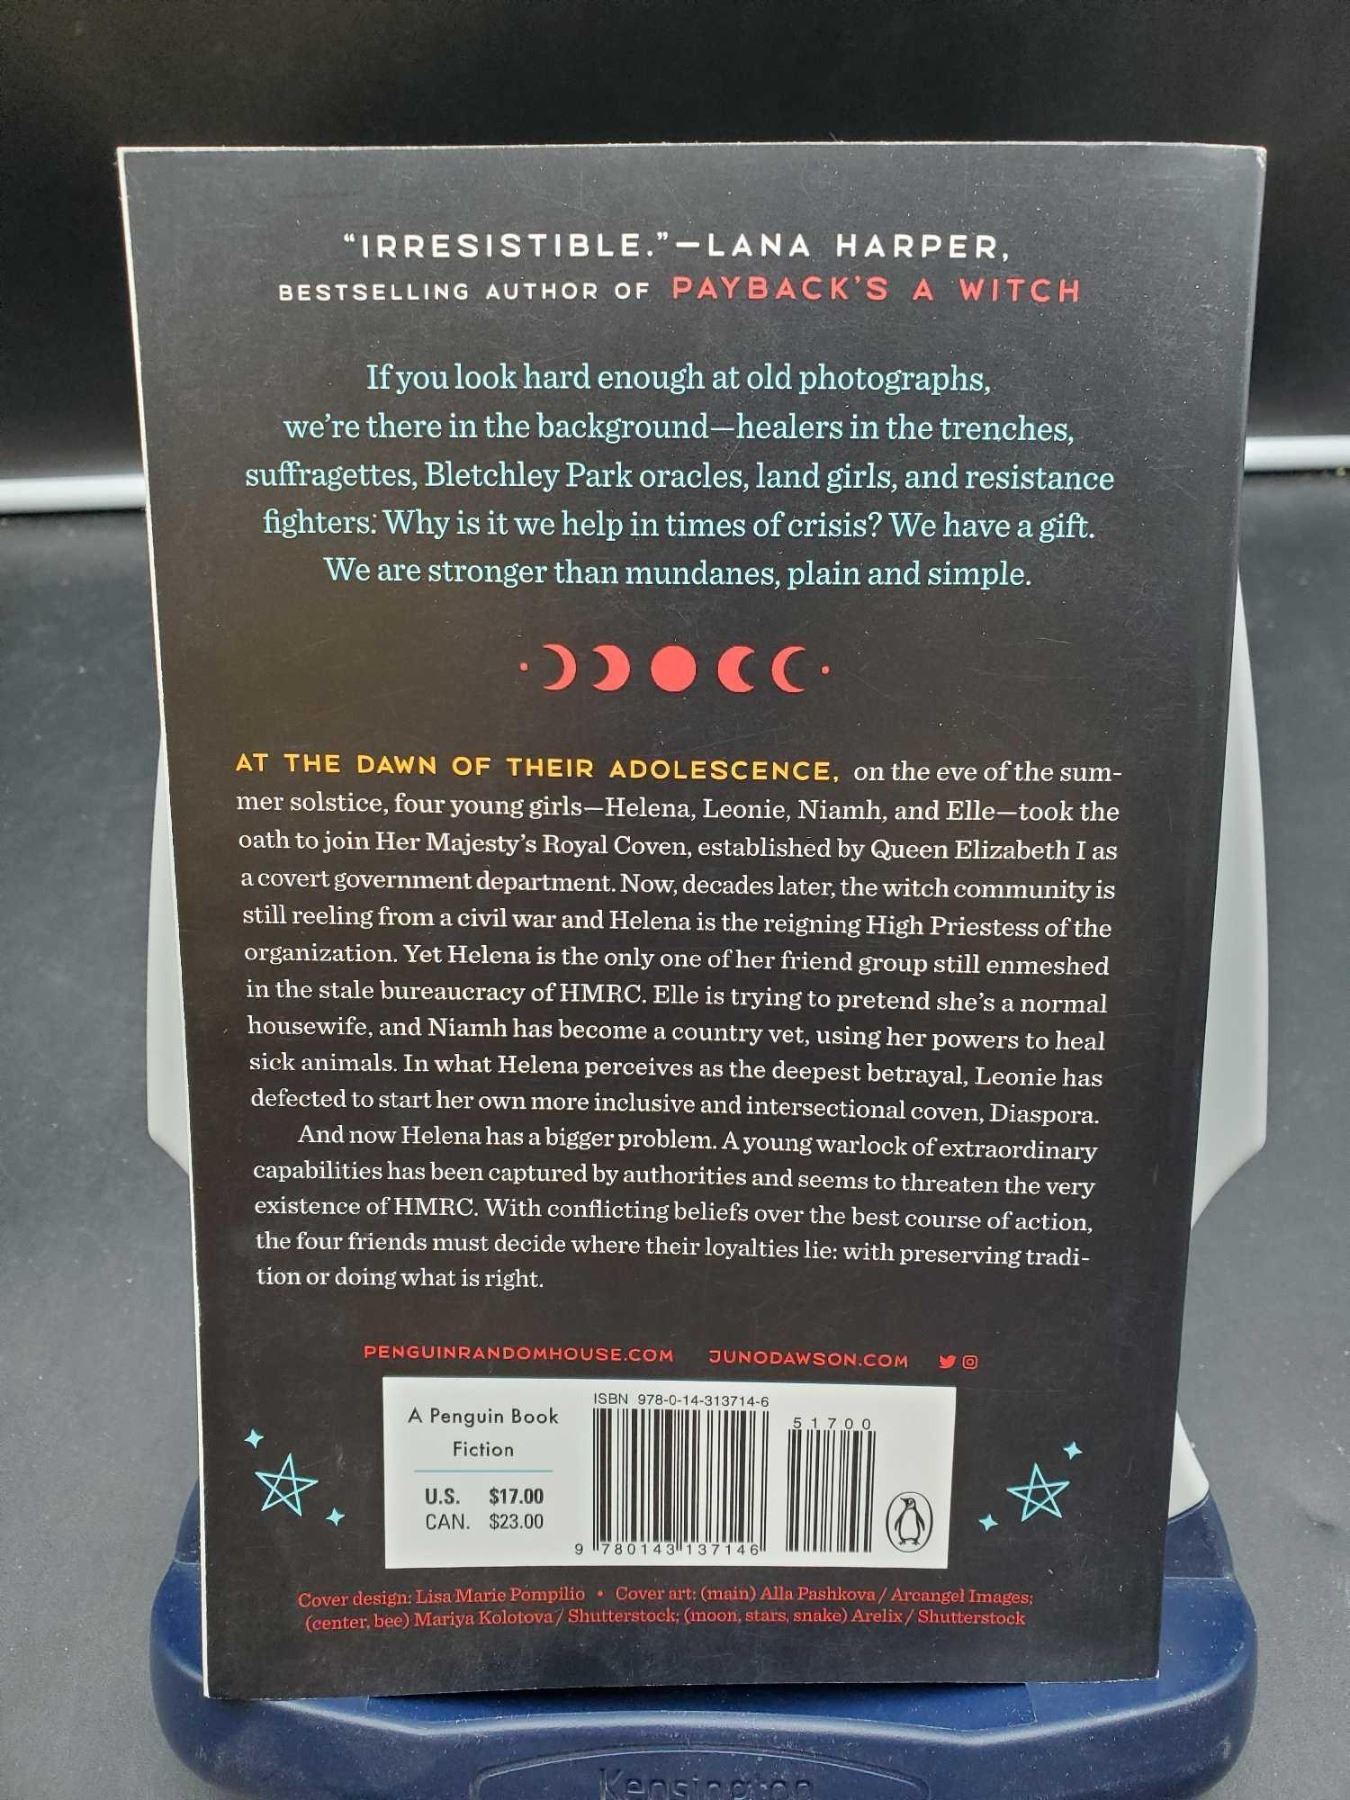 “IRRESISTIBLE.”—LANA HARPER,
BESTSELLING AUTHOR OF PAYBACK’S A WITCH
If you look hard enough at old photographs,
we’re there in the background—healers in the trenches,
suffragettes, Bletchley Park oracles, land girls, and resistance
fighters. Why is it we help in times of crisis? We have a gift.
We are stronger than mundanes, plain and simple.
AT THE DAWN OF THEIR ADOLESCENCE, on the eve of the sum-
mer solstice, four young girls—Helena, Leonie, Niamh, and Elle—took the
oath to join Her Majesty’s Royal Coven, established by Queen Elizabeth I as
a covert government department. Now, decades later, the witch community is
still reeling from a civil war and Helena is the reigning High Priestess of the
organization. Yet Helena is the only one of her friend group still enmeshed
in the stale bureaucracy of HMRC. Elle is trying to pretend she’s a normal
housewife, and Niamh has become a country vet, using her powers to heal
sick animals. In what Helena perceives as the deepest betrayal, Leonie has
defected to start her own more inclusive and intersectional coven, Diaspora.
And now Helena has a bigger problem. A young warlock of extraordinary
capabilities has been captured by authorities and seems to threaten the very
existence of HMRC. With conflicting beliefs over the best course of action,
the four friends must decide where their loyalties lie: with preserving tradi-
tion or doing what is right.
PENGUINRANDOMHOUSE.COM JUNODAWSON.COM
A Penguin Book
Fiction
U.S. $17.00
CAN. $23.00
ISBN 978-0-14-313714-6
51700
9 780143 137146
Cover design: Lisa Marie Pompilio • Cover art: (main) Alla Pashkova / Arcangel Images;
(center, bee) Mariya Kolotova / Shutterstock; (moon, stars, snake) Arelix / Shutterstock
Kensington